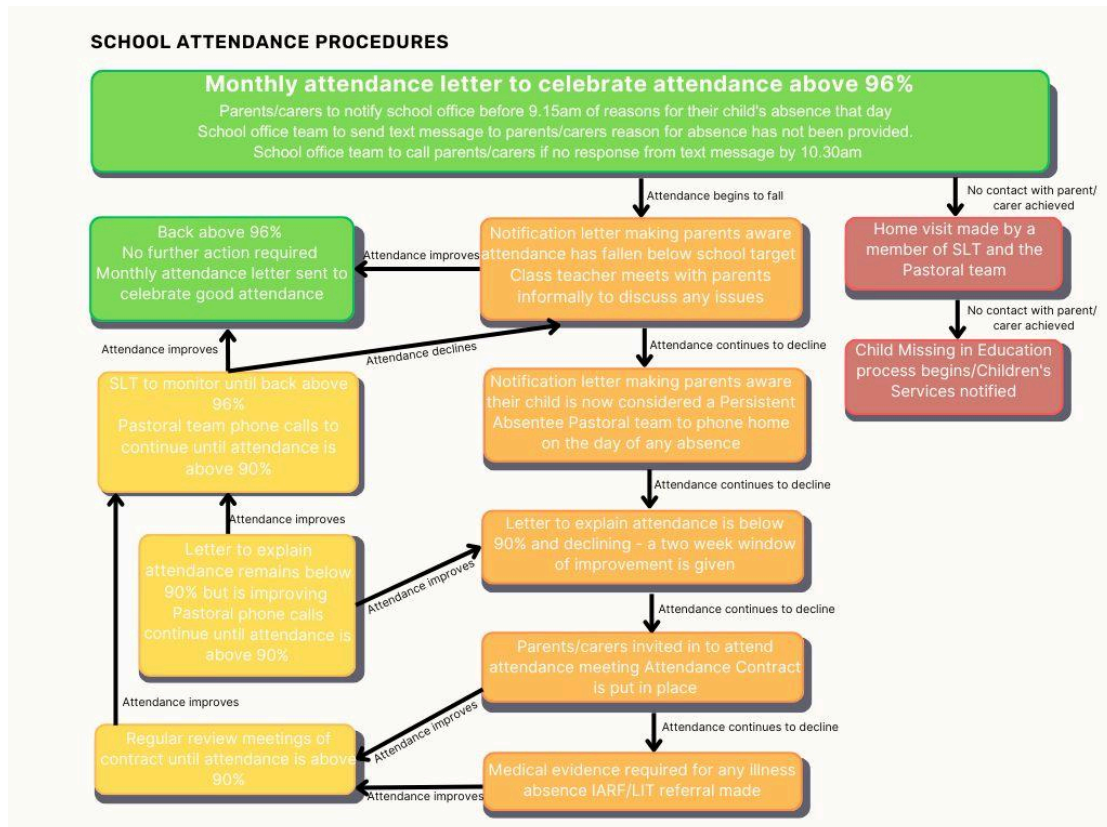 SCHOOL ATTENDANCE PROCEDURES
Monthly attendance letter to celebrate attendance above 96%
Parents/carers to notify school office before 9.15am of reasons for their child's absence that day
School office team to send text message to parents/carers reason for absence has not been provided.
School office team to call parents/carers if no response from text message by 10.30am
Attendance begins to fall
No contact with parent/
carer achieved
Back above 96%
No further action required
Monthly attendance letter sent to
celebrate good attendance
Attendance improves
Notification letter making parents aware
attendance has fallen below school target
Class teacher meets with parents
informally to discuss any issues
Home visit made by a
member of SLT and the
Pastoral team
No contact with parent/
carer achieved
Attendance improves
Attendance declines
Attendance continues to decline
Child Missing in Education
process begins/Children's
Services notified
SLT to monitor until back above
96%
Pastoral team phone calls to
continue until attendance is
above 90%
Notification letter making parents aware
their child is now considered a Persistent
Absentee Pastoral team to phone home
on the day of any absence
Attendance continues to decline
Attendance improves
Letter to explain
attendance remains below
90% but is improving
Pastoral phone calls
continue until attendance is
above 90%
Attendance improves
Letter to explain attendance is below
90% and declining - a two week window
of improvement is given
Attendance continues to decline
Parents/carers invited in to attend
attendance meeting Attendance Contract
is put in place
Attendance improves
Attendance improves
Attendance continues to decline
Regular review meetings of
contract until attendance is above
90%
Attendance improves
Medical evidence required for any illness
absence IARF/LIT referral made